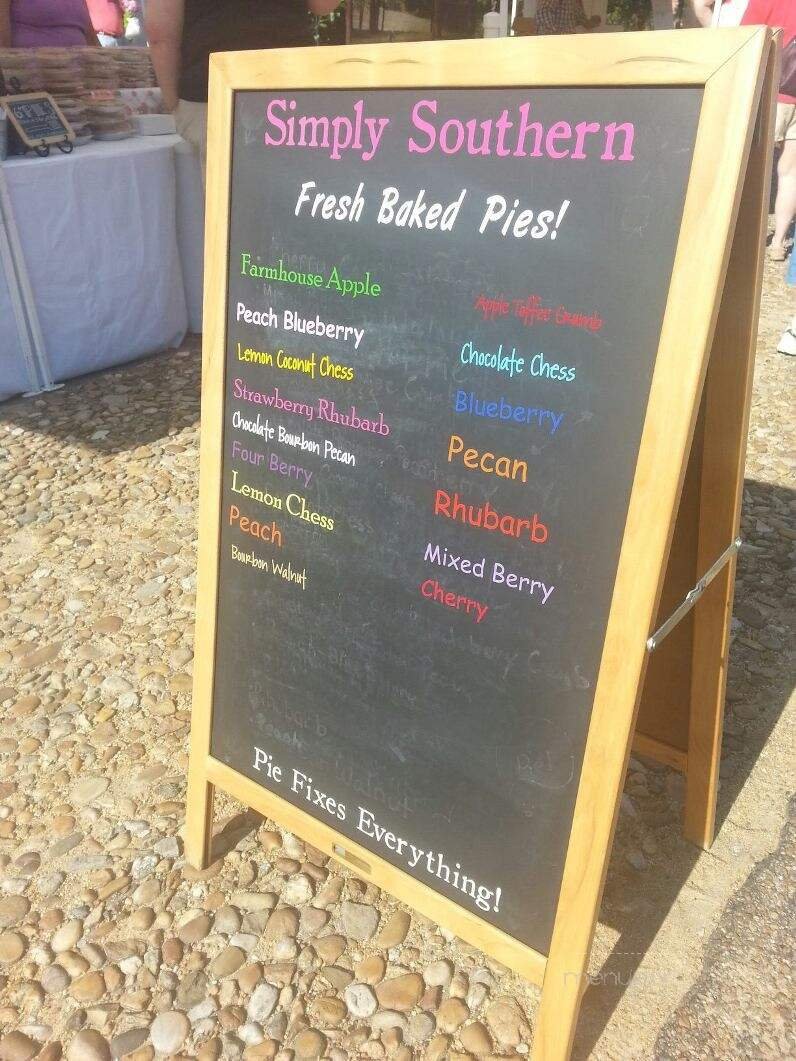 Simply Southern
Fresh Baked Pies!
Farmhouse Apple
Peach Blueberry
Lemon Coconut Chess
Strawberry Rhubarb
Chocolate Bourbon Pecan
Four Berry
Lemon Chess
Peach
Bourbon Walnut
Apple Toffee Crumb
Chocolate Chess
Blueberry
Pecan
Rhubarb
Mixed Berry
Cherry
Pie Fixes Everything!